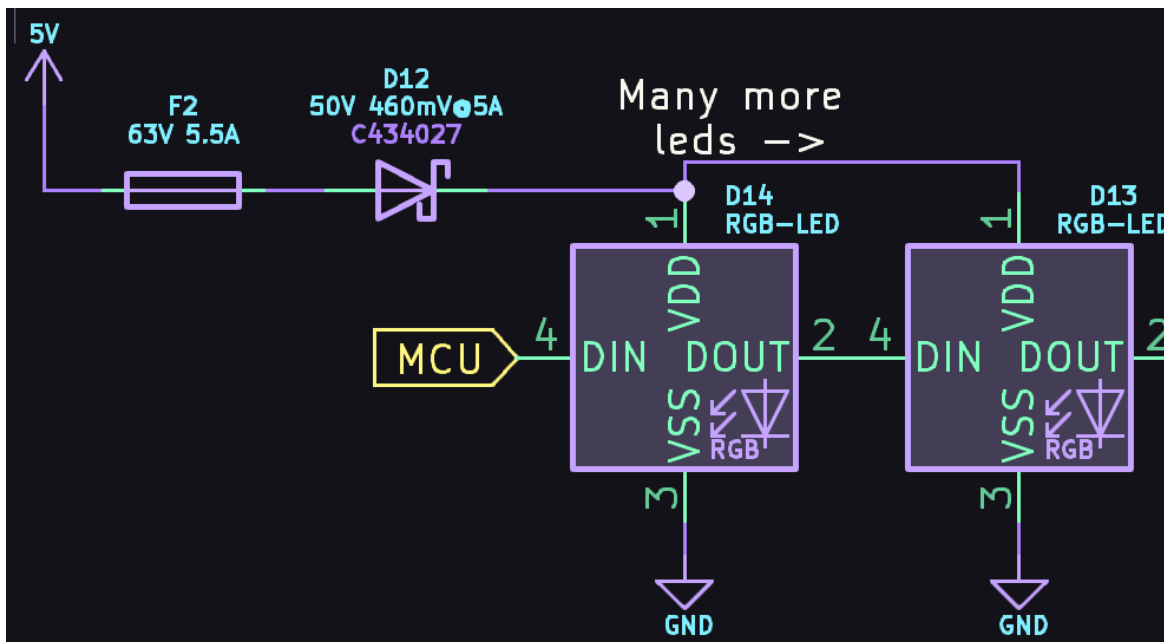 5V
F2
63V 5.5A
D12
50V 460mV@5A
C434027
Many more
leds ->
D14
RGB-LED
D13
RGB-LED
1
1
VDD
VDD
MCU
4
DIN
DOUT
2
4
DIN
DOUT
2
VSS
RGB
VSS
RGB
3
3
GND
GND